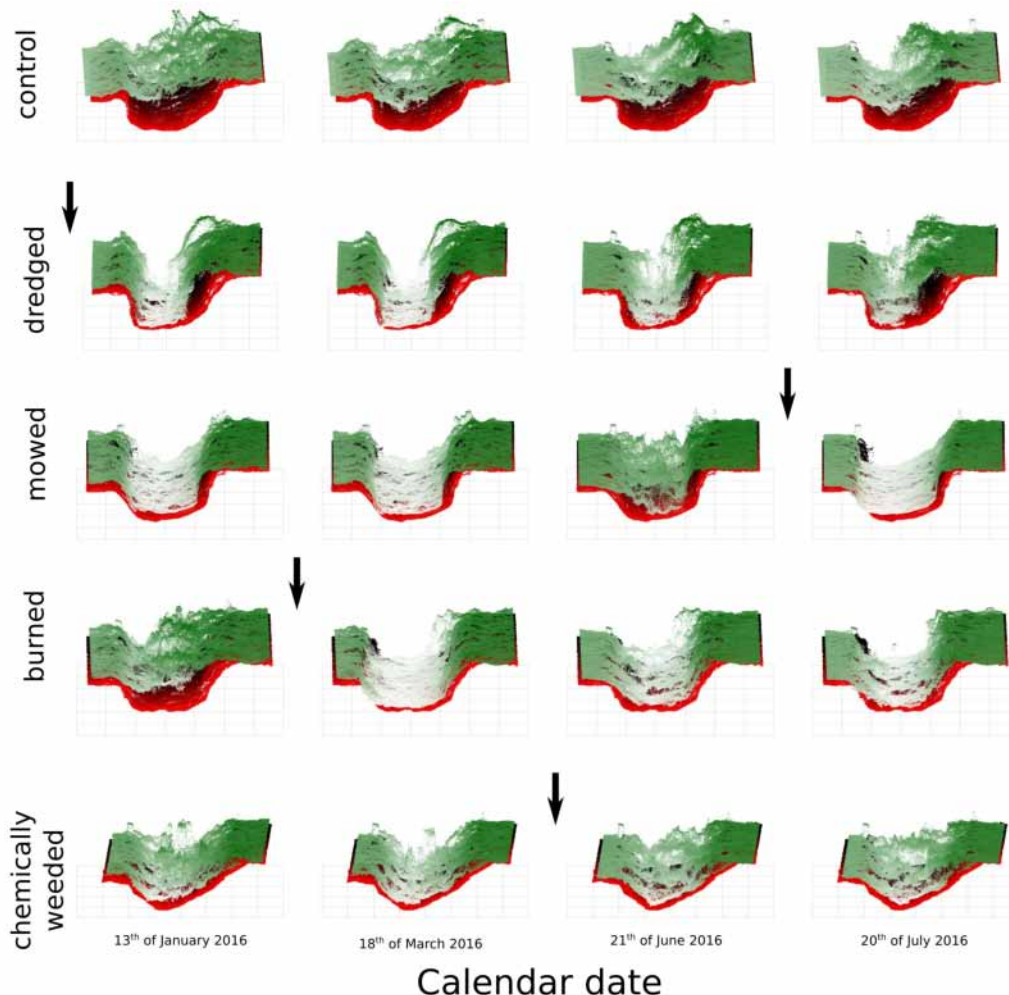 control
dredged
mowed
burned
chemically
weeded
13th of January 2016
18th of March 2016
21th of June 2016
20th of July 2016
Calendar date